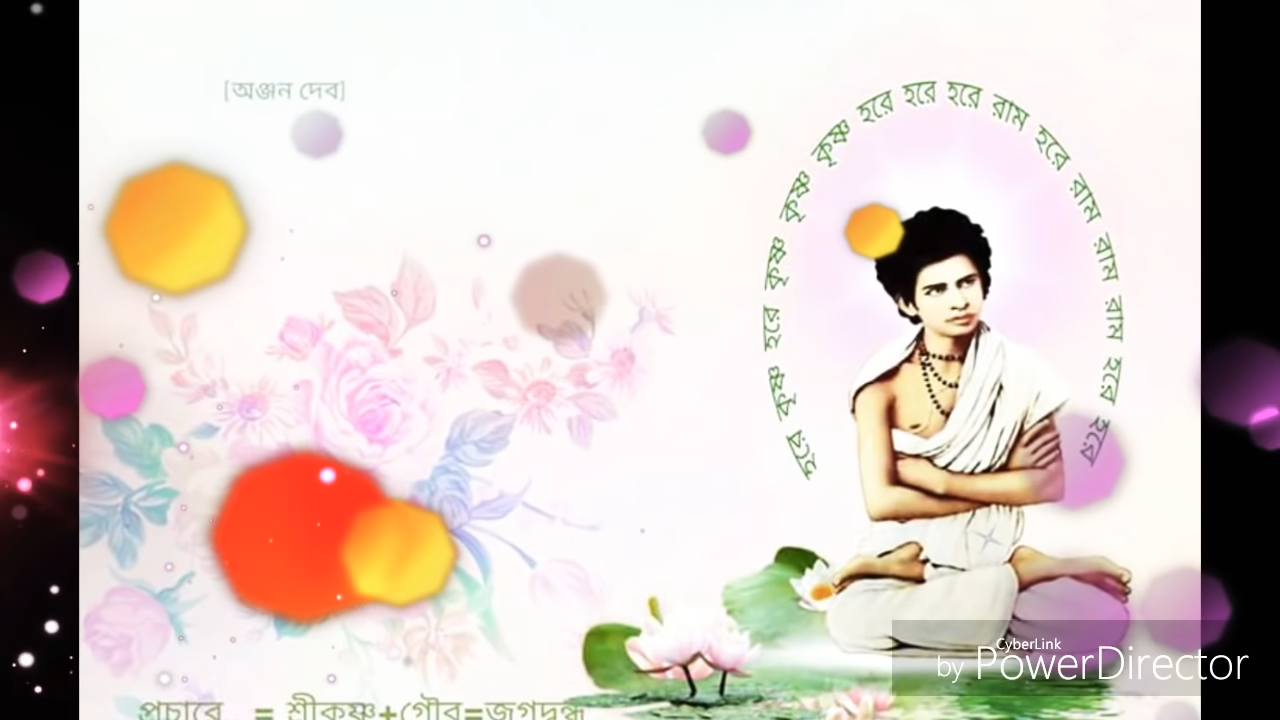 [অঞ্জন দেব]
হরে কৃষ্ণ হরে কৃষ্ণ কৃষ্ণ কৃষ্ণ হরে হরে হরে রাম হরে রাম রাম রাম হরে হরে
প্রচারে = শ্রীকৃষ্ণ+গৌর=জগদ্বন্ধু
CyberLink
by PowerDirector